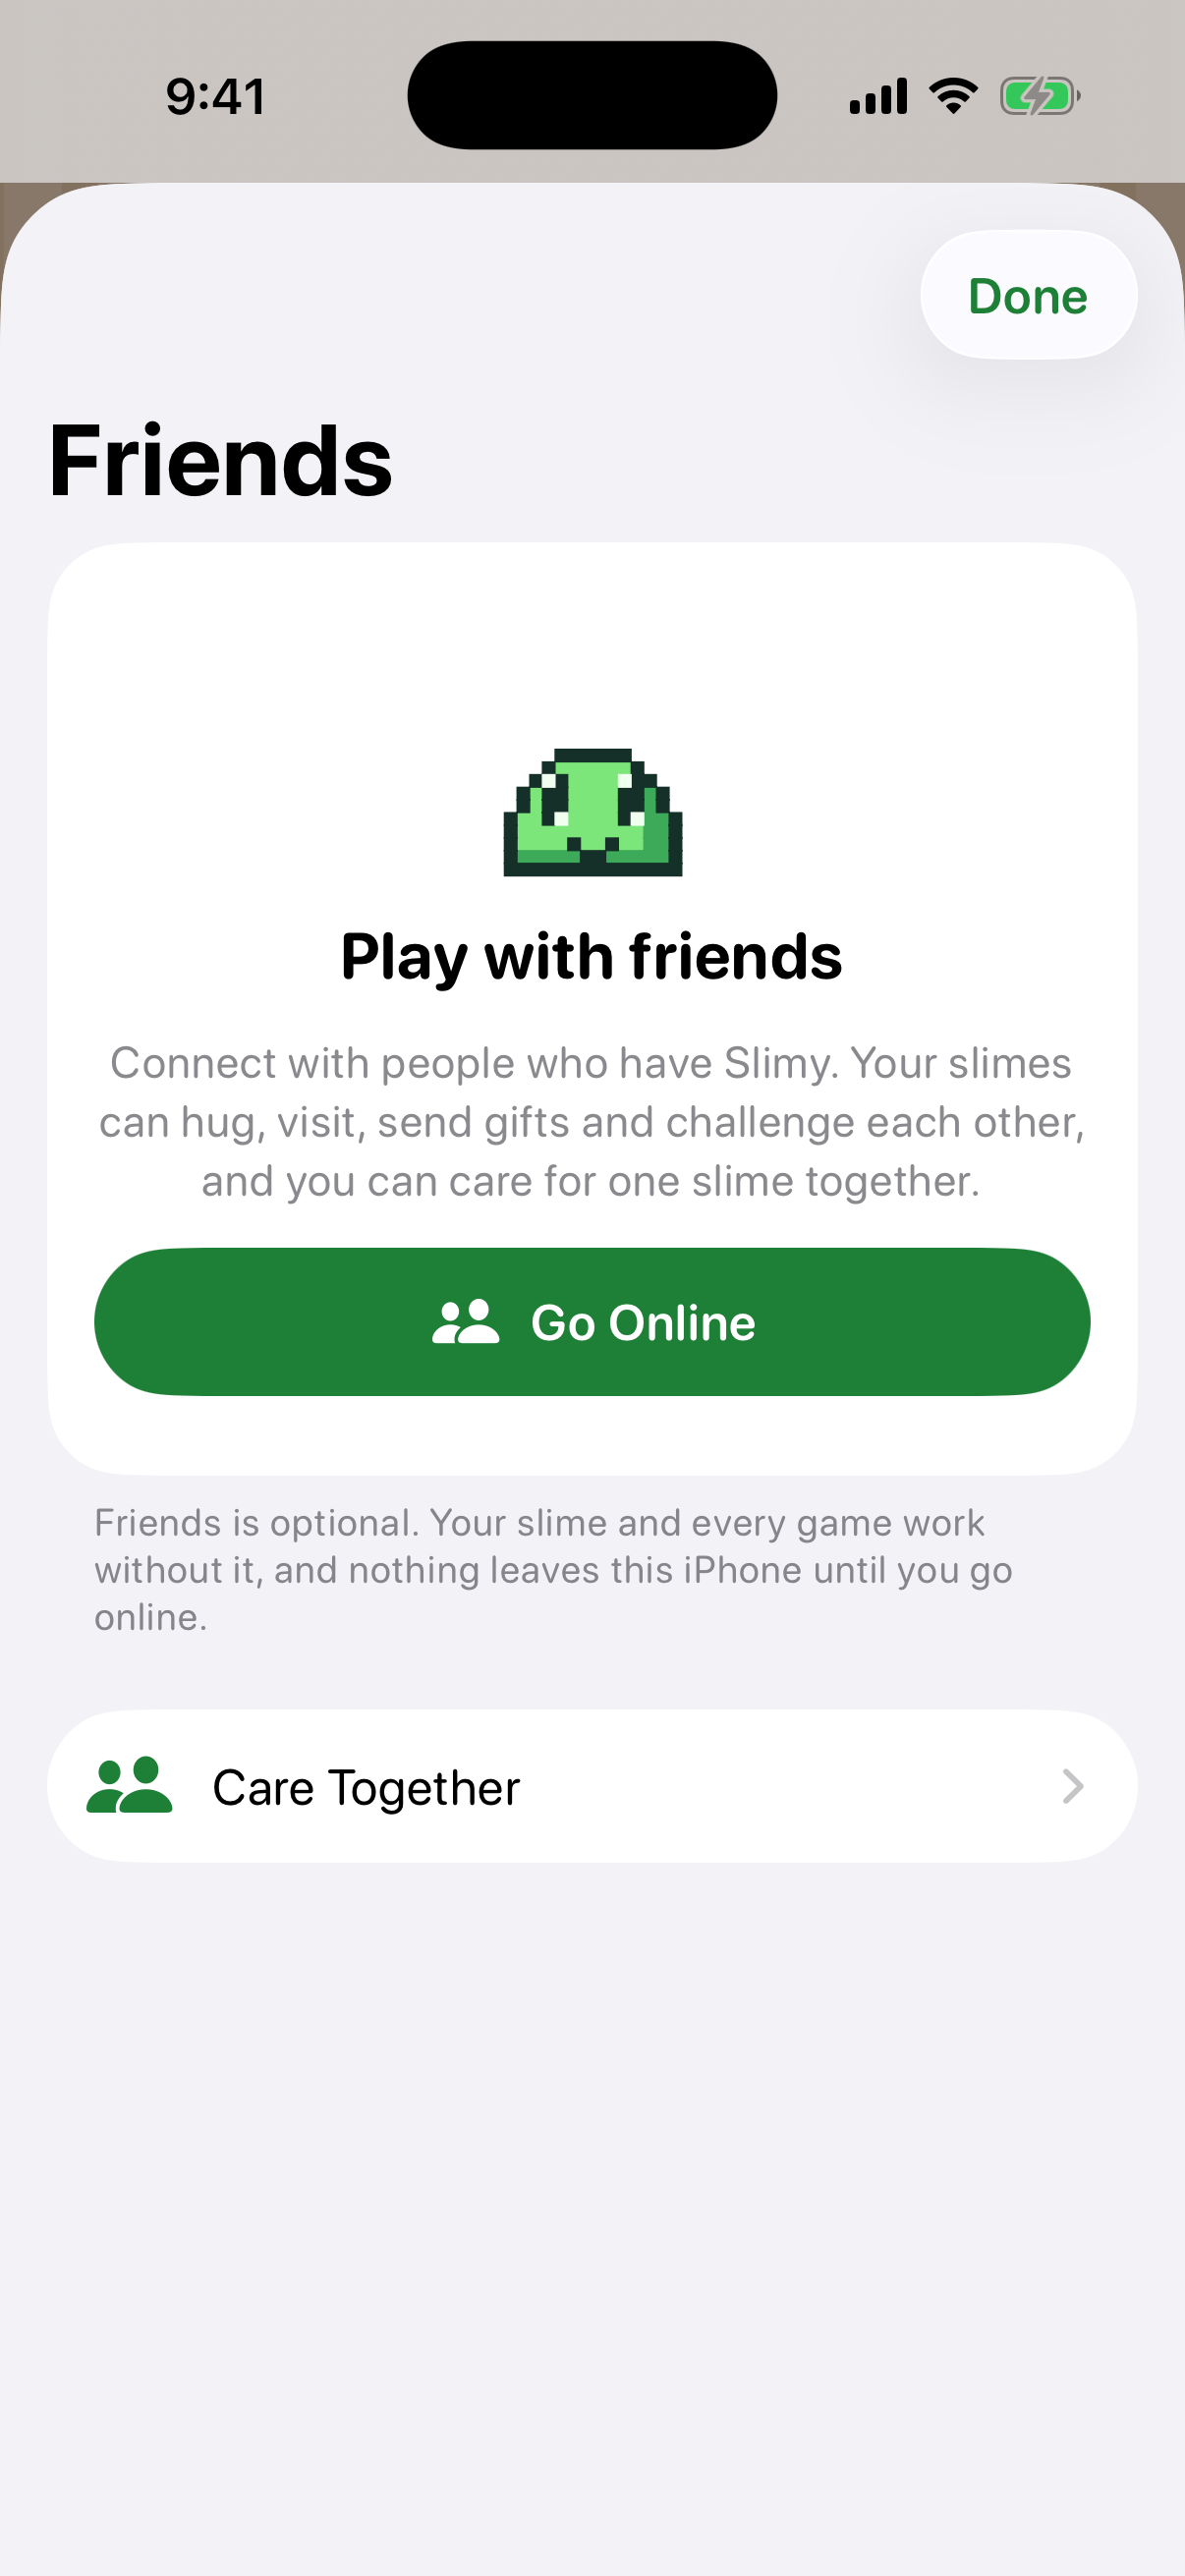 9:41
Done
Friends
Play with friends
Connect with people who have Slimy. Your slimes
can hug, visit, send gifts and challenge each other,
and you can care for one slime together.
Go Online
Friends is optional. Your slime and every game work
without it, and nothing leaves this iPhone until you go
online.
Care Together